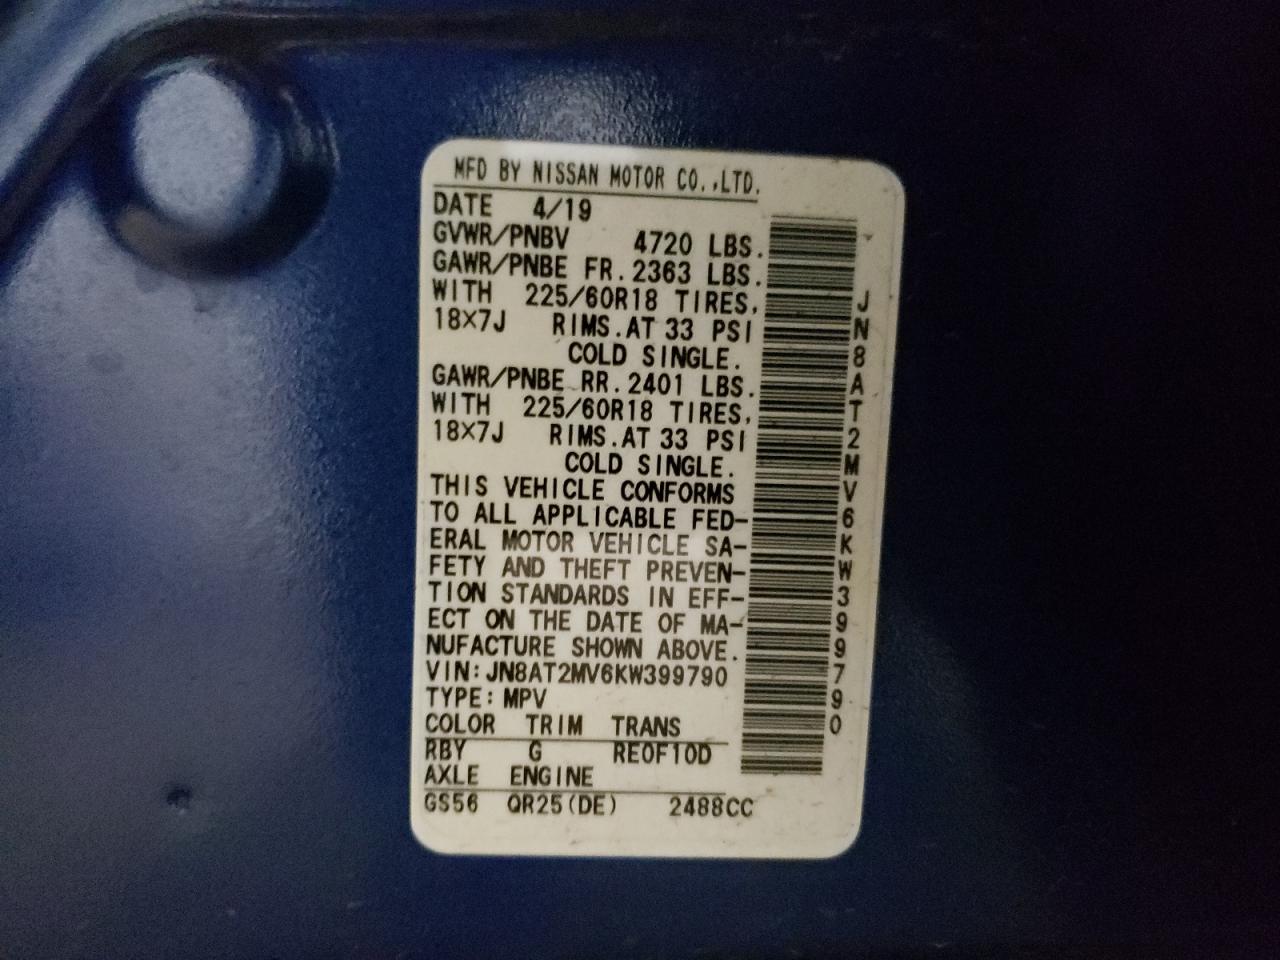 MFD BY NISSAN MOTOR CO.,LTD.
DATE 4/19
GVWR/PNBV 4720 LBS.
GAWR/PNBE FR. 2363 LBS.
WITH 225/60R18 TIRES,
18×7J RIMS.AT 33 PSI
COLD SINGLE.
GAWR/PNBE RR. 2401 LBS.
WITH 225/60R18 TIRES,
18×7J RIMS.AT 33 PSI
COLD SINGLE.
THIS VEHICLE CONFORMS
TO ALL APPLICABLE FED-
ERAL MOTOR VEHICLE SA-
FETY AND THEFT PREVEN-
TION STANDARDS IN EFF-
ECT ON THE DATE OF MA-
NUFACTURE SHOWN ABOVE.
VIN:JN8AT2MV6KW399790
TYPE:MPV
COLOR TRIM TRANS
RBY G RE0F10D
AXLE ENGINE
GS56 QR25(DE) 2488CC
JN8AT2MV6KW399790